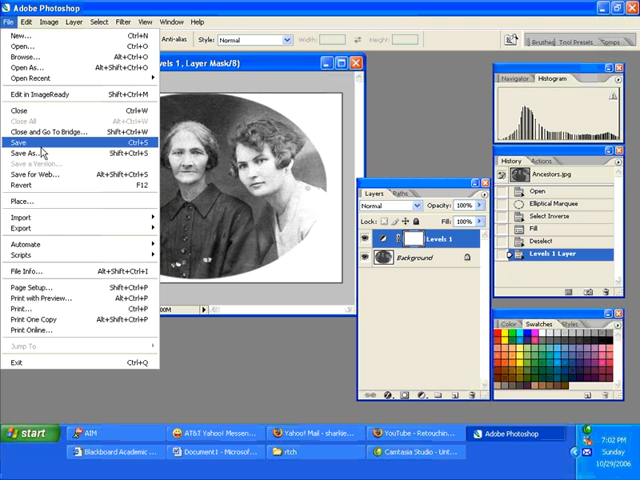 Adobe Photoshop
File Edit Image Layer Select Filter View Window Help
Anti-alias Style: Normal Width: Height: Brushes Tool Presets Comps
New... Ctrl+N
Open... Ctrl+O
Browse... Alt+Ctrl+O
Open As... Alt+Shift+Ctrl+O
Open Recent
Edit in ImageReady Shift+Ctrl+M
Close Ctrl+W
Close All Alt+Ctrl+W
Close and Go To Bridge... Shift+Ctrl+W
Save Ctrl+S
Save As... Shift+Ctrl+S
Save a Version...
Save for Web... Alt+Shift+Ctrl+S
Revert F12
Place...
Import
Export
Automate
Scripts
File Info... Alt+Shift+Ctrl+I
Page Setup... Shift+Ctrl+P
Print with Preview... Alt+Ctrl+P
Print... Ctrl+P
Print One Copy Alt+Shift+Ctrl+P
Print Online...
Jump To
Exit Ctrl+Q
Levels 1, Layer Mask/8)
Navigator Histogram
History Actions
Ancestors.jpg
Open
Elliptical Marquee
Select Inverse
Fill
Deselect
Levels 1 Layer
Layers Paths
Normal Opacity: 100%
Lock: Fill: 100%
Levels 1
Background
Color Swatches Styles
start
AIM
AT&T Yahoo! Messen...
Yahoo! Mail - sharkie...
YouTube - Retouchin...
Adobe Photoshop
Blackboard Academic ...
Document1 - Microsof...
rtch
Camtasia Studio - Unt...
7:02 PM
Sunday
10/29/2006